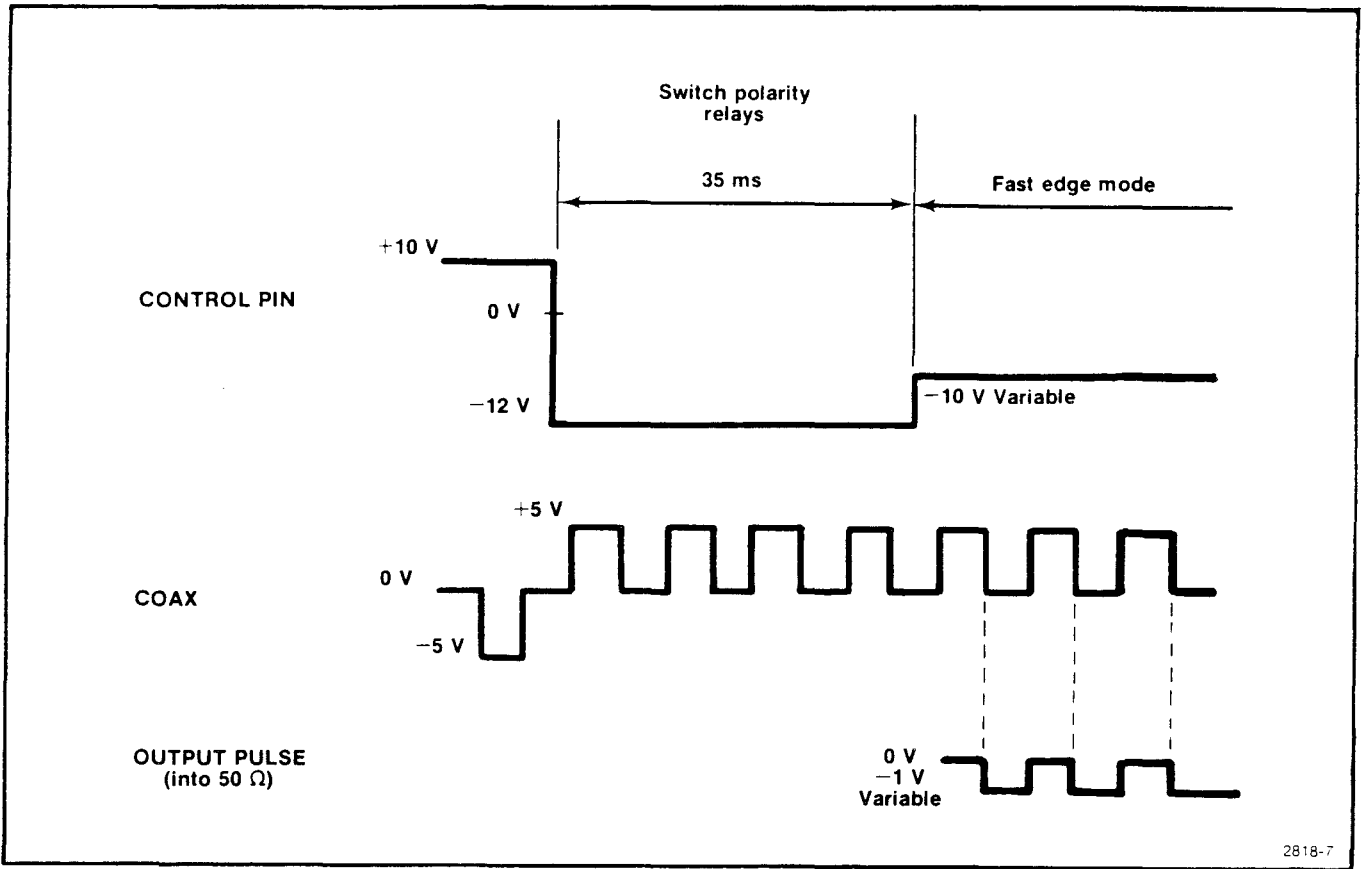 Switch polarity
relays
35 ms
Fast edge mode
+10 V
CONTROL PIN
0 V
−12 V
−10 V Variable
+5 V
0 V
COAX
−5 V
OUTPUT PULSE
(into 50 Ω)
0 V
−1 V
Variable
2818-7